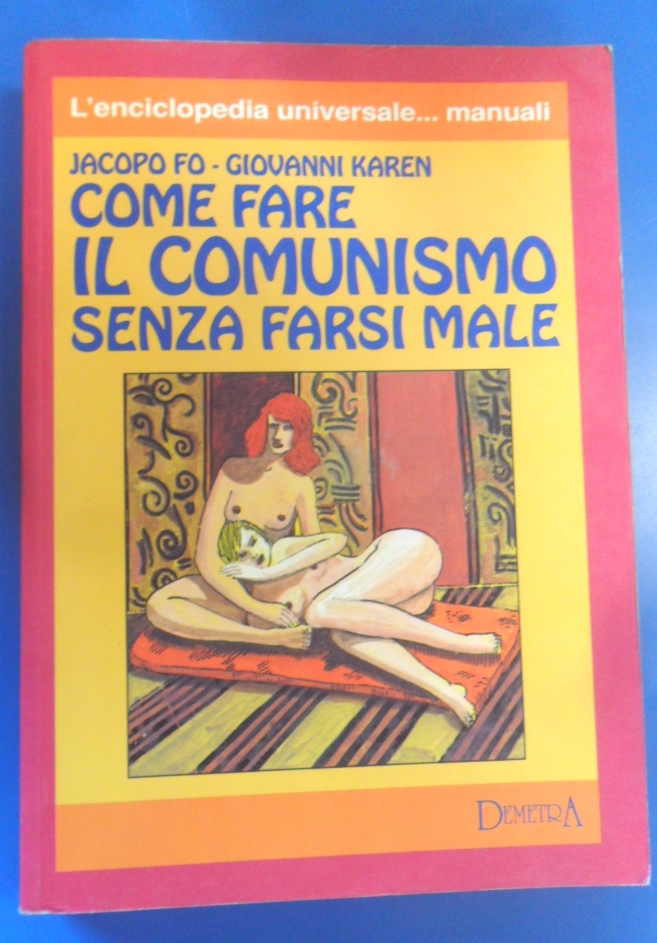 L'enciclopedia universale... manuali
JACOPO FO - GIOVANNI KAREN
COME FARE
IL COMUNISMO
SENZA FARSI MALE
DEMETRA